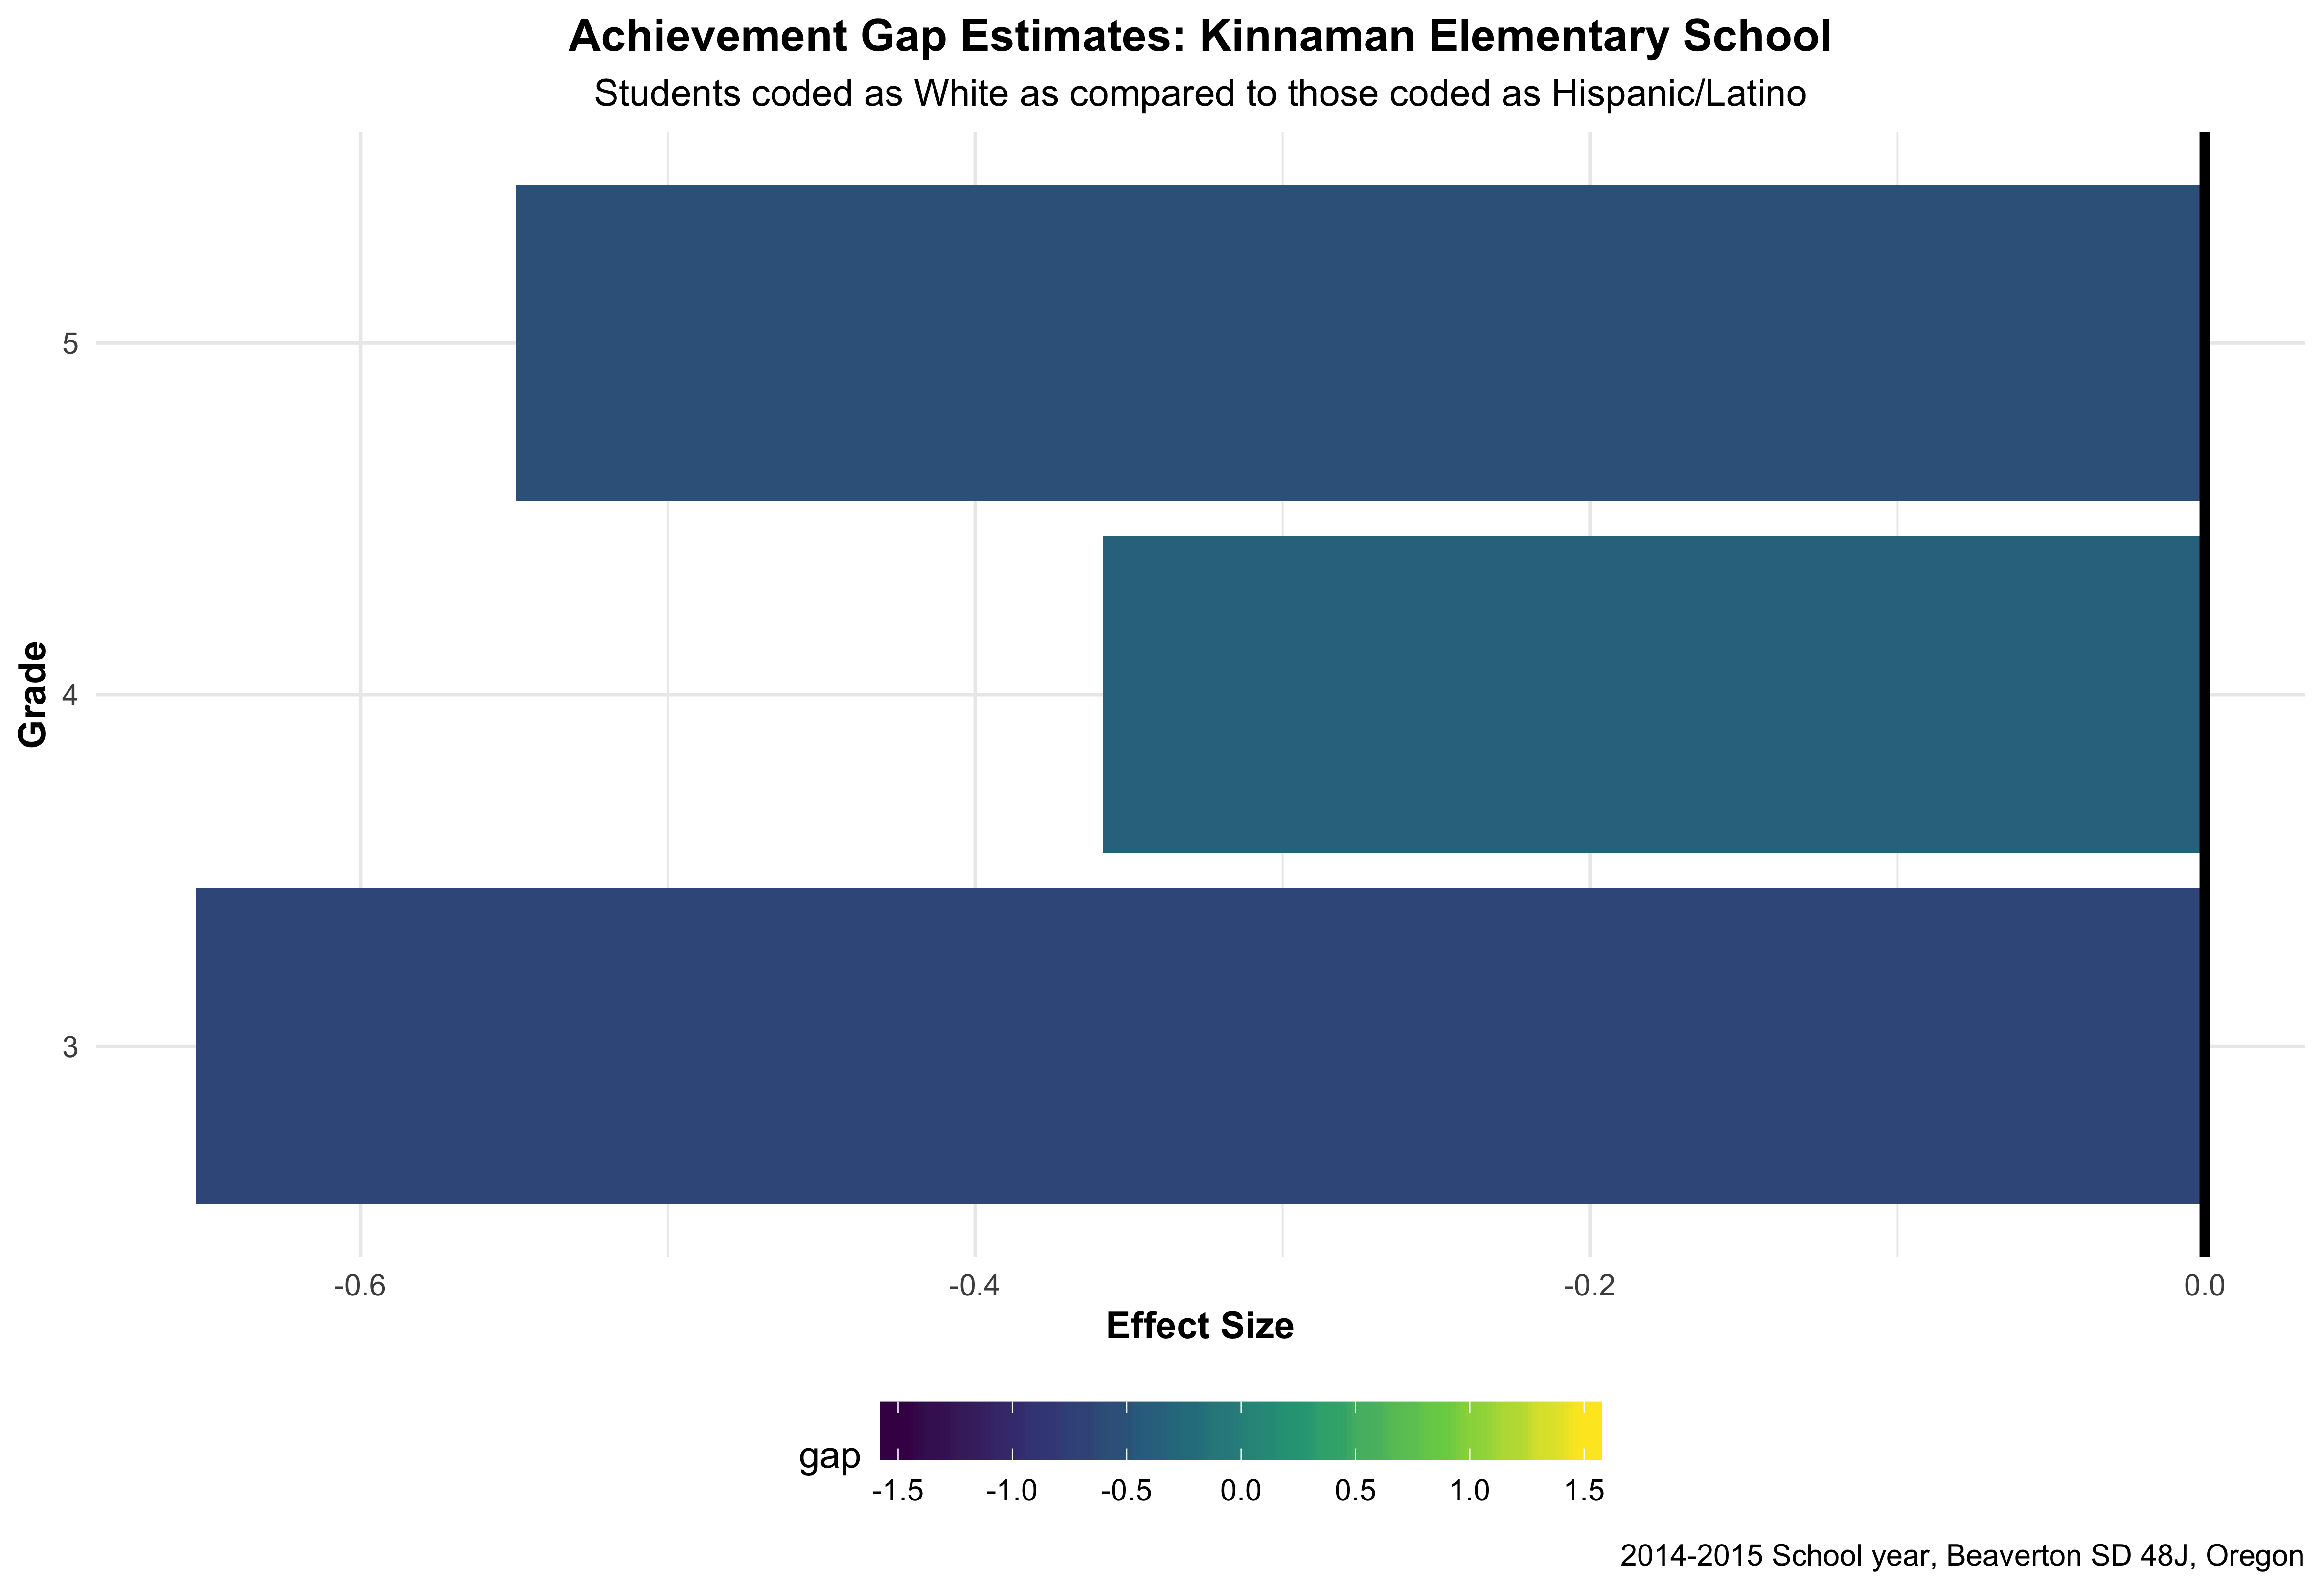 Achievement Gap Estimates: Kinnaman Elementary School
Students coded as White as compared to those coded as Hispanic/Latino
5
4
3
Grade
-0.6 -0.4 -0.2 0.0
Effect Size
gap
-1.5 -1.0 -0.5 0.0 0.5 1.0 1.5
2014-2015 School year, Beaverton SD 48J, Oregon